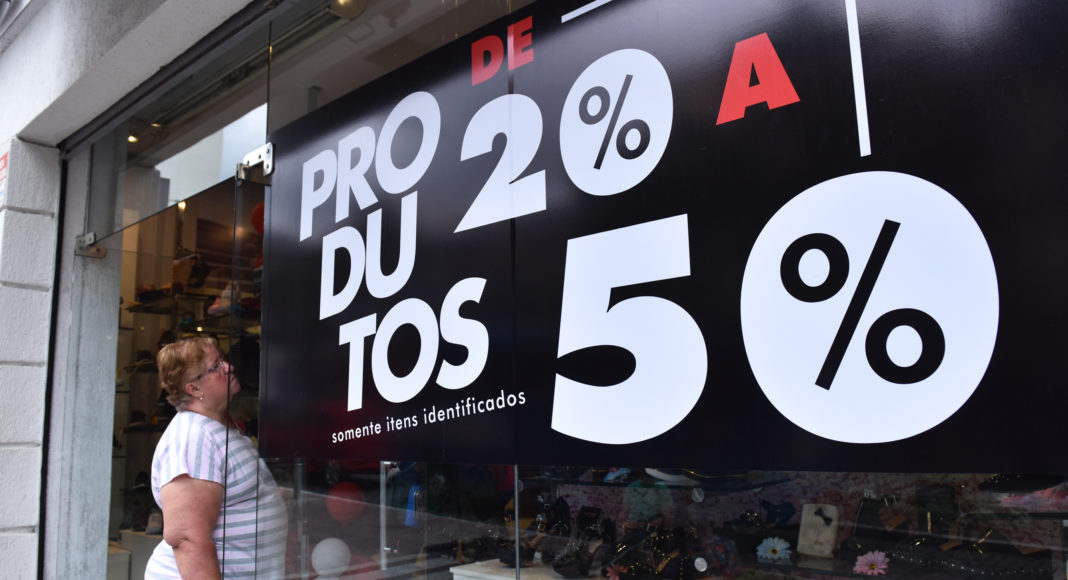 PRO
DU
TOS
DE
20%
A
50%
somente itens identificados